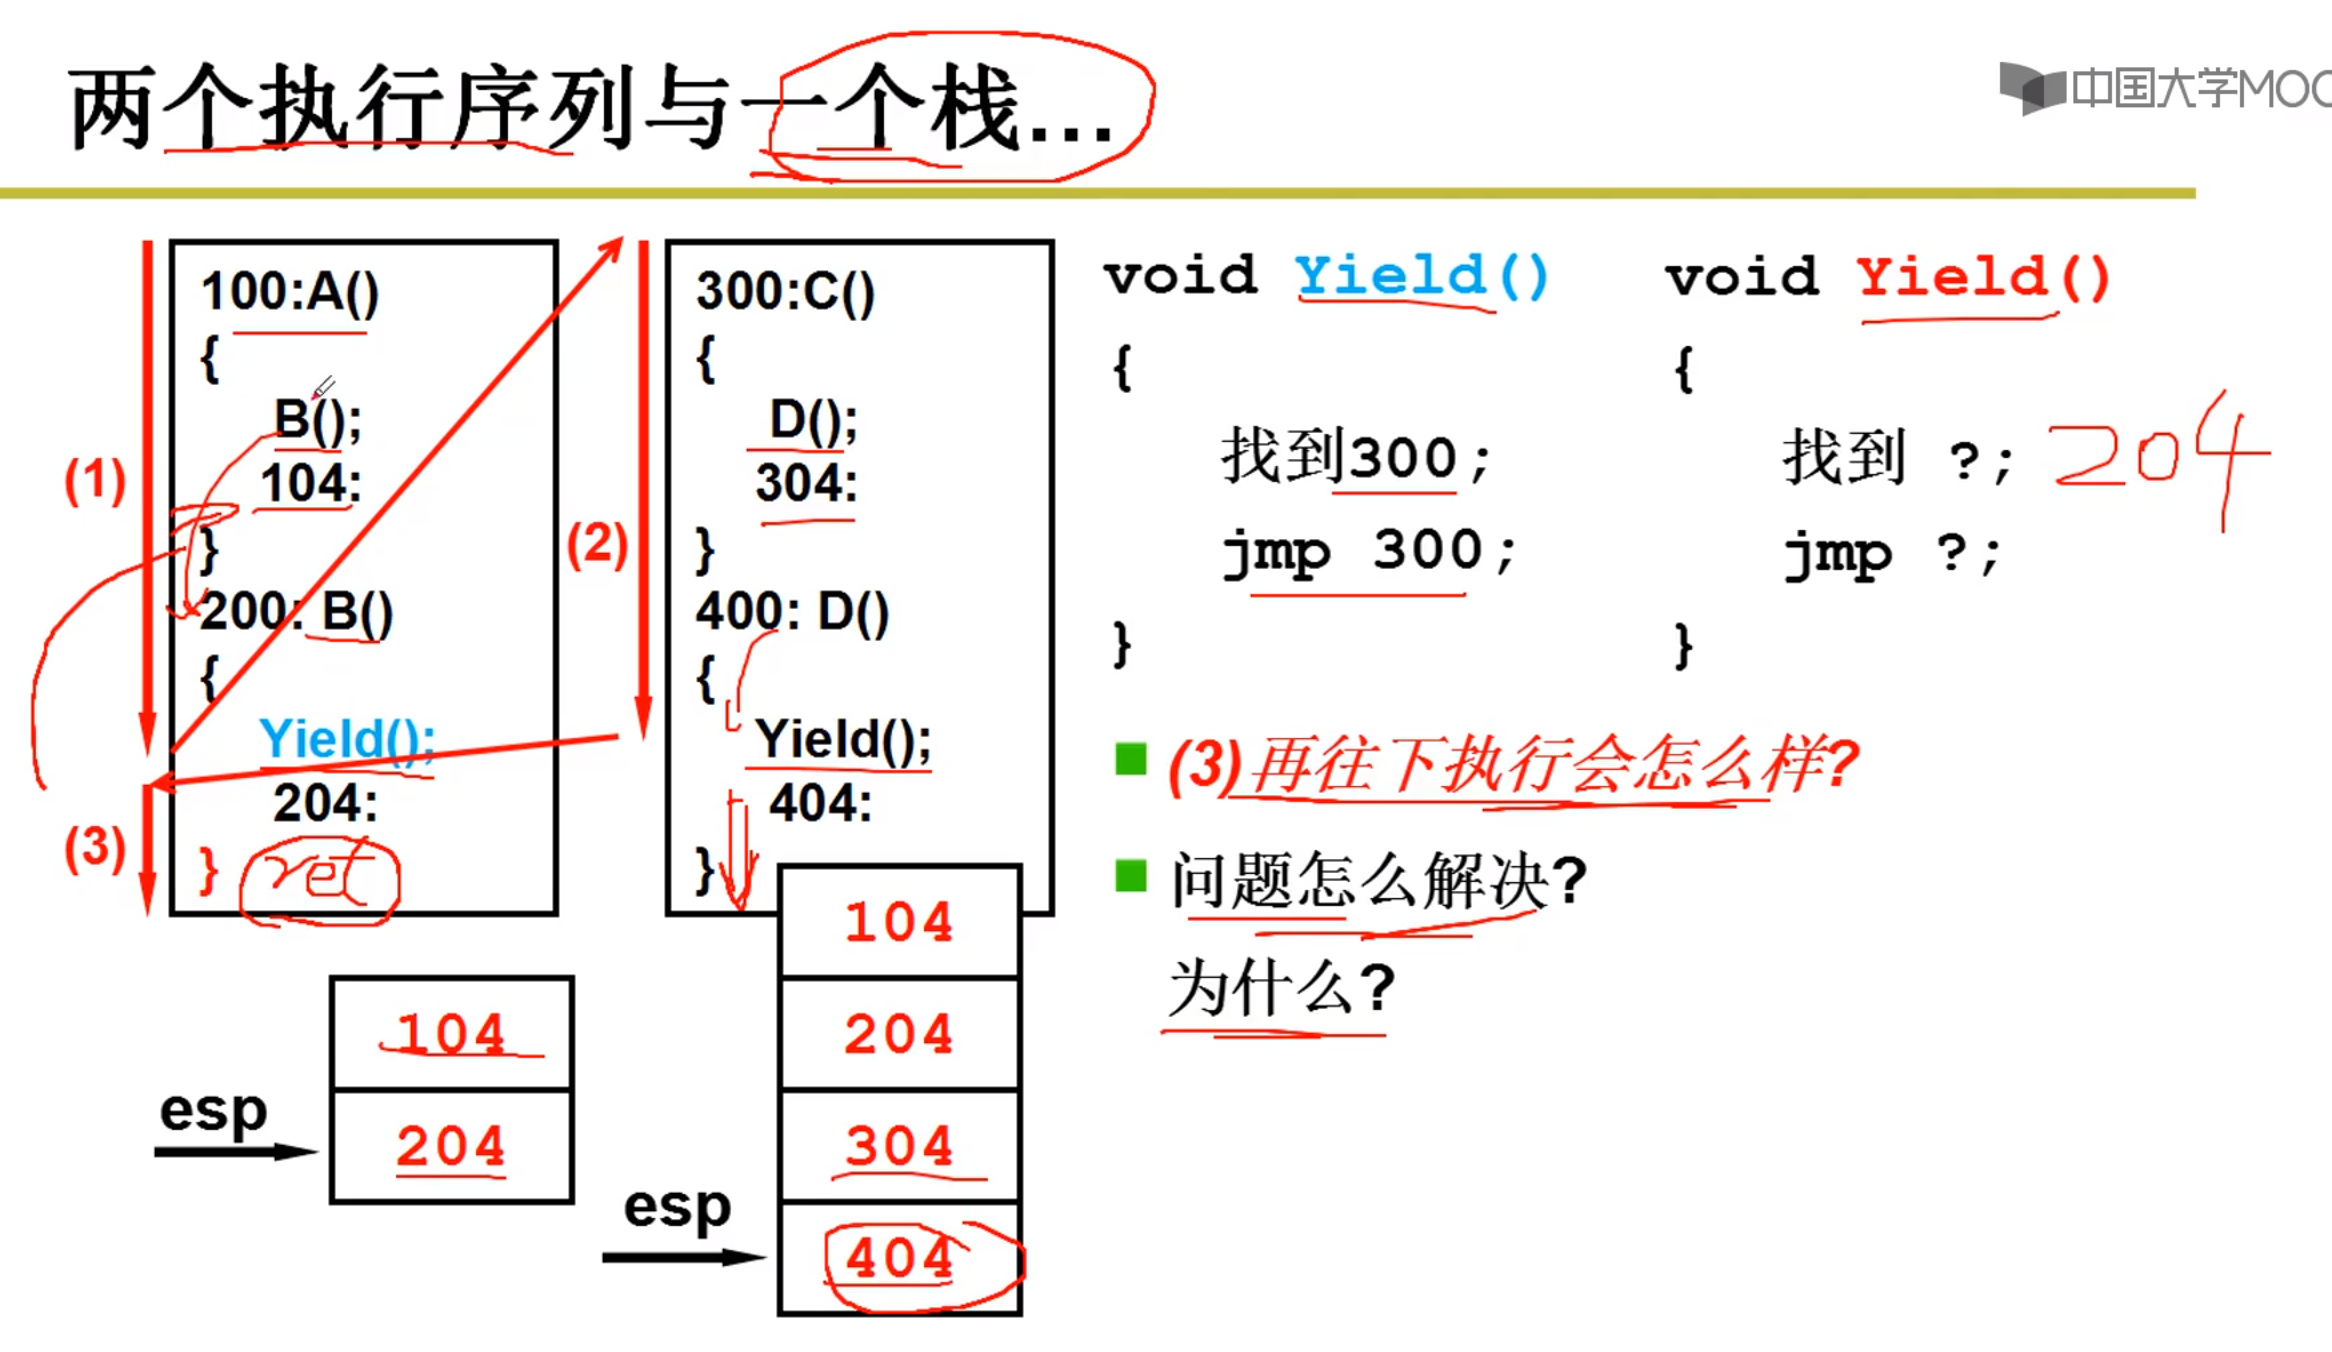 两个执行序列与一个栈...
中国大学MOO
100:A()
{
B();
104:
}
200: B()
{
Yield();
204:
}
ret
(1)
(2)
(3)
300:C()
{
D();
304:
}
400: D()
{
Yield();
404:
}
esp
104
204
esp
104
204
304
404
void Yield()
{
找到300;
jmp 300;
}
void Yield()
{
找到 ?; 204
jmp ?;
}
(3)再往下执行会怎么样?
问题怎么解决?
为什么?